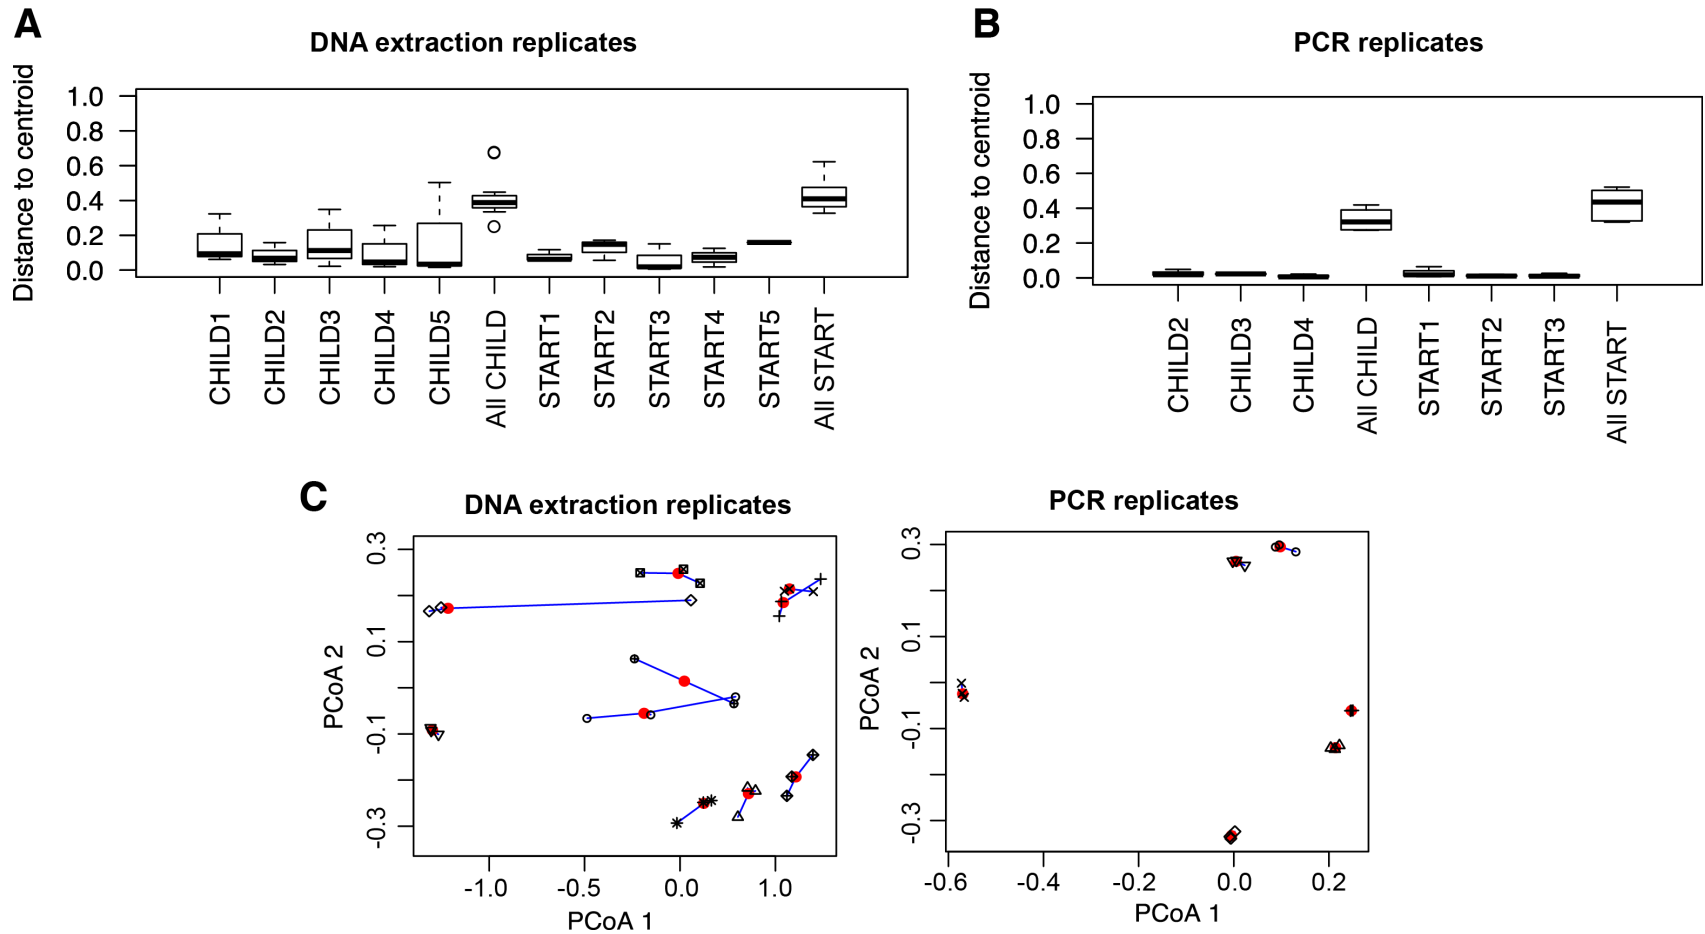 A
DNA extraction replicates
Distance to centroid
1.0
0.8
0.6
0.4
0.2
0.0
CHILD1
CHILD2
CHILD3
CHILD4
CHILD5
All CHILD
START1
START2
START3
START4
START5
All START
B
PCR replicates
Distance to centroid
1.0
0.8
0.6
0.4
0.2
0.0
CHILD2
CHILD3
CHILD4
All CHILD
START1
START2
START3
All START
C
DNA extraction replicates
PCoA 2
0.3
0.1
-0.1
-0.3
-1.0 -0.5 0.0 1.0
PCoA 1
PCR replicates
PCoA 2
0.3
0.1
-0.1
-0.3
-0.6 -0.4 -0.2 0.0 0.2
PCoA 1